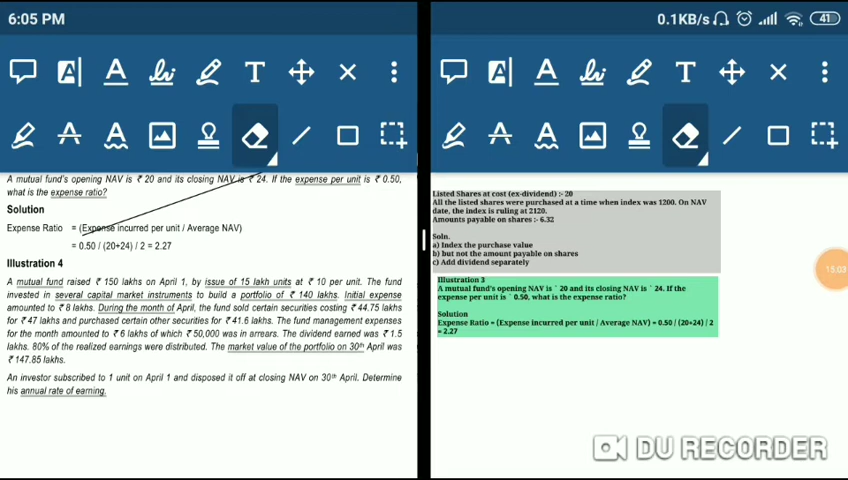 6:05 PM
0.1KB/s
41
A mutual fund's opening NAV is ₹ 20 and its closing NAV is ₹ 24. If the expense per unit is ₹ 0.50,
what is the expense ratio?
Solution
Expense Ratio = (Expense incurred per unit / Average NAV)
= 0.50 / (20+24) / 2 = 2.27
Illustration 4
A mutual fund raised ₹ 150 lakhs on April 1, by issue of 15 lakh units at ₹ 10 per unit. The fund
invested in several capital market instruments to build a portfolio of ₹ 140 lakhs. Initial expense
amounted to ₹ 8 lakhs. During the month of April, the fund sold certain securities costing ₹ 44.75 lakhs
for ₹ 47 lakhs and purchased certain other securities for ₹ 41.6 lakhs. The fund management expenses
for the month amounted to ₹ 6 lakhs of which ₹ 50,000 was in arrears. The dividend earned was ₹ 1.5
lakhs. 80% of the realized earnings were distributed. The market value of the portfolio on 30th April was
₹ 147.85 lakhs.
An investor subscribed to 1 unit on April 1 and disposed it off at closing NAV on 30th April. Determine
his annual rate of earning.
Listed Shares at cost (ex-dividend) :- 20
All the listed shares were purchased at a time when index was 1200. On NAV
date, the index is ruling at 2120.
Amounts payable on shares :- 6.32
Soln.
a) Index the purchase value
b) but not the amount payable on shares
c) Add dividend separately
Illustration 3
A mutual fund's opening NAV is ` 20 and its closing NAV is ` 24. If the
expense per unit is ` 0.50, what is the expense ratio?
Solution
Expense Ratio = (Expense incurred per unit / Average NAV) = 0.50 / (20+24) / 2
= 2.27
15:03
DU RECORDER